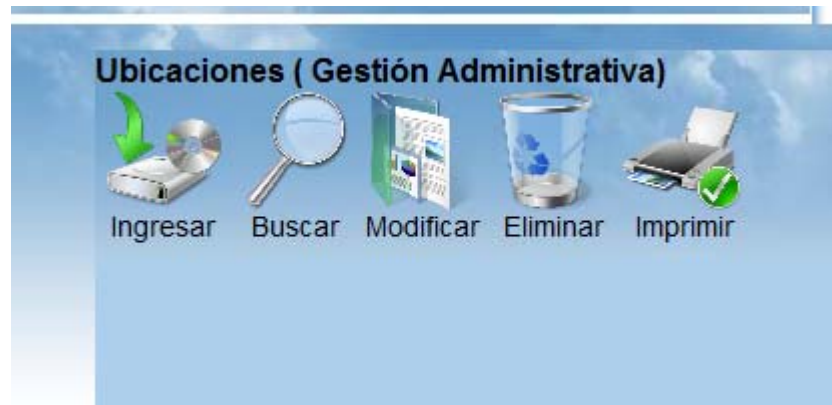 Ubicaciones ( Gestión Administrativa)
Ingresar Buscar Modificar Eliminar Imprimir